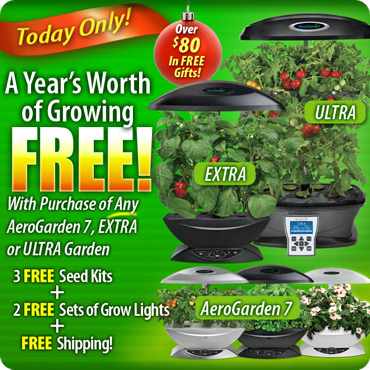 Today Only!
Over
$80
In FREE
Gifts!
A Year's Worth
of Growing
FREE!
With Purchase of Any
AeroGarden 7, EXTRA
or ULTRA Garden
3 FREE Seed Kits
+
2 FREE Sets of Grow Lights
+
FREE Shipping!
ULTRA
EXTRA
AeroGarden 7